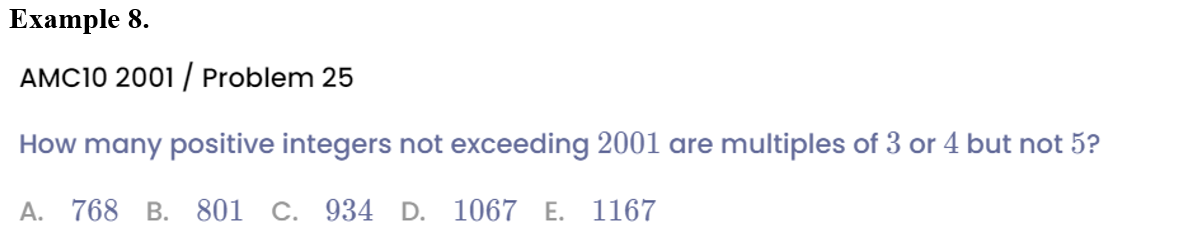 Example 8.
AMC10 2001 / Problem 25
How many positive integers not exceeding 2001 are multiples of 3 or 4 but not 5?
A. 768 B. 801 C. 934 D. 1067 E. 1167